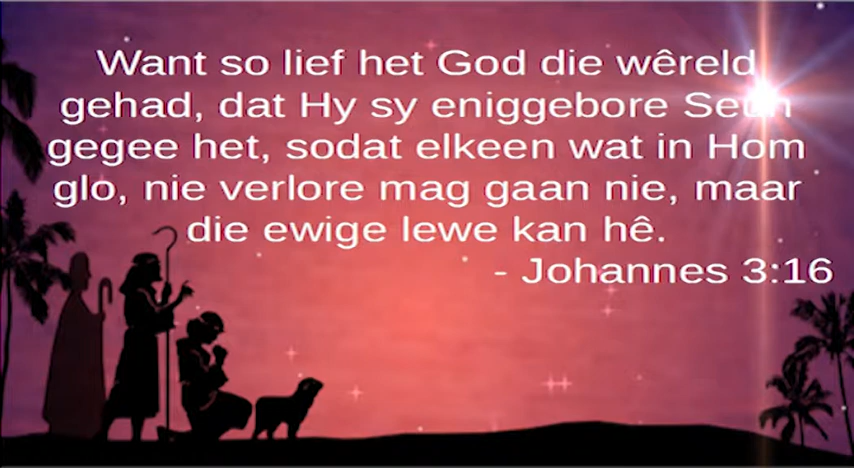 Want so lief het God die wêreld
gehad, dat Hy sy eniggebore Seun
gegee het, sodat elkeen wat in Hom
glo, nie verlore mag gaan nie, maar
die ewige lewe kan hê.
- Johannes 3:16